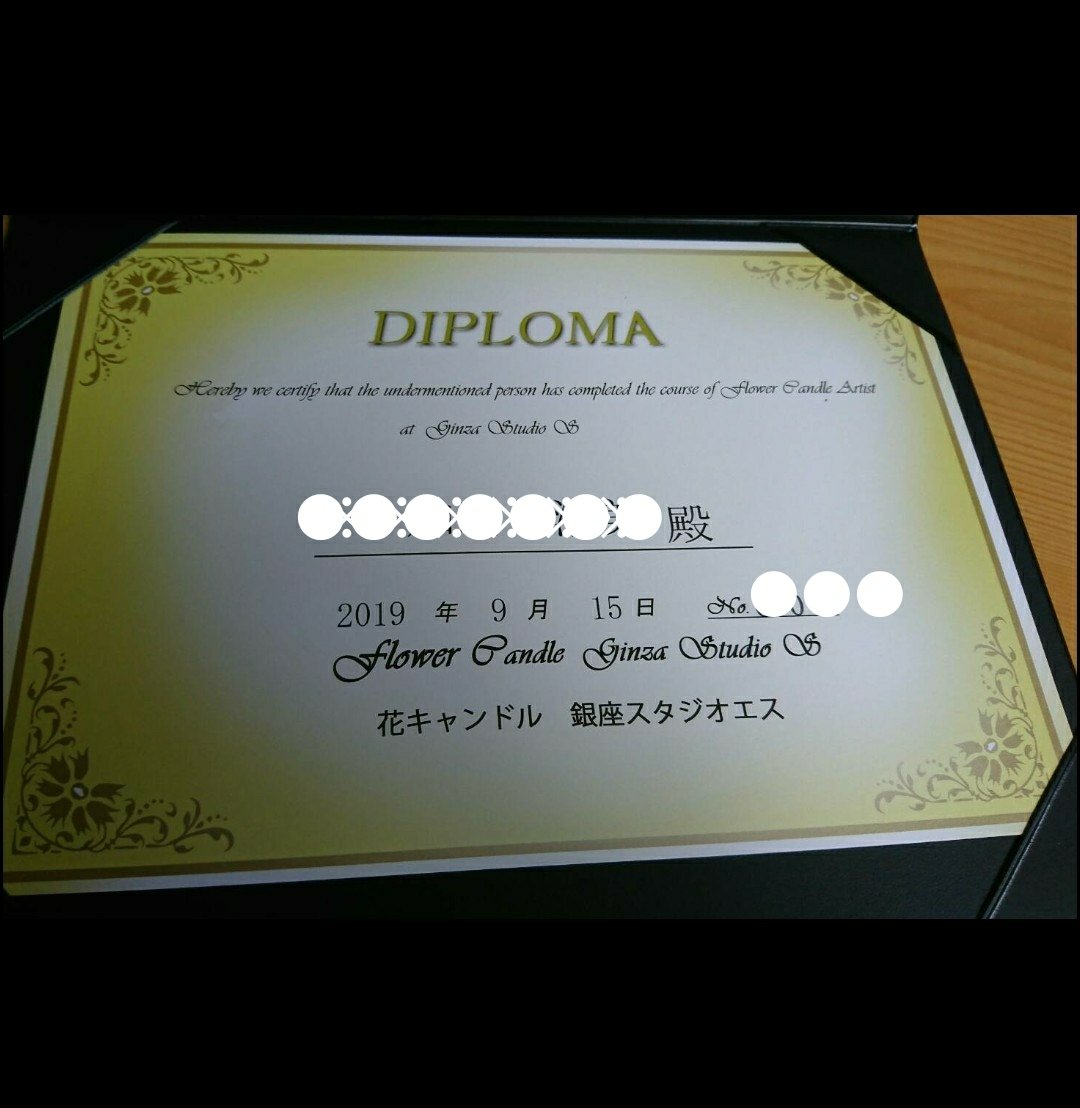 DIPLOMA
Hereby we certify that the undermentioned person has completed the course of Flower Candle Artist
at Ginza Studio S
殿
2019 年 9 月 15 日 No.
Flower Candle Ginza Studio S
花キャンドル 銀座スタジオエス